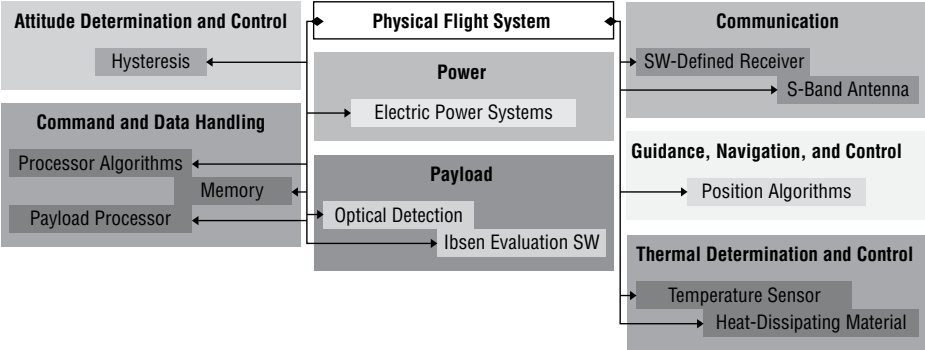 Attitude Determination and Control
Hysteresis
Command and Data Handling
Processor Algorithms
Memory
Payload Processor
Physical Flight System
Power
Electric Power Systems
Payload
Optical Detection
Ibsen Evaluation SW
Communication
SW-Defined Receiver
S-Band Antenna
Guidance, Navigation, and Control
Position Algorithms
Thermal Determination and Control
Temperature Sensor
Heat-Dissipating Material